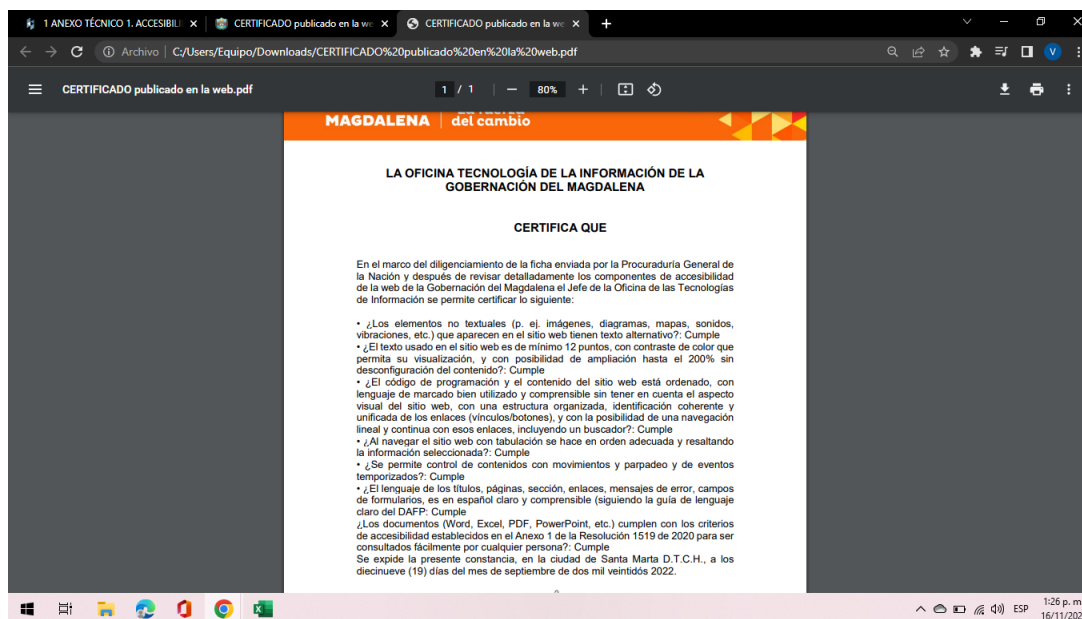 1 ANEXO TÉCNICO 1. ACCESIBIL
CERTIFICADO publicado en la we
CERTIFICADO publicado en la we
Archivo | C:/Users/Equipo/Downloads/CERTIFICADO%20publicado%20en%20la%20web.pdf
V
CERTIFICADO publicado en la web.pdf
1 / 1 | — 80% + |
MAGDALENA | La fuerza
del cambio
LA OFICINA TECNOLOGÍA DE LA INFORMACIÓN DE LA
GOBERNACIÓN DEL MAGDALENA
CERTIFICA QUE
En el marco del diligenciamiento de la ficha enviada por la Procuraduría General de
la Nación y después de revisar detalladamente los componentes de accesibilidad
de la web de la Gobernación del Magdalena el Jefe de la Oficina de las Tecnologías
de Información se permite certificar lo siguiente:
• ¿Los elementos no textuales (p. ej. imágenes, diagramas, mapas, sonidos,
vibraciones, etc.) que aparecen en el sitio web tienen texto alternativo?: Cumple
• ¿El texto usado en el sitio web es de mínimo 12 puntos, con contraste de color que
permita su visualización, y con posibilidad de ampliación hasta el 200% sin
desconfiguración del contenido?: Cumple
• ¿El código de programación y el contenido del sitio web está ordenado, con
lenguaje de marcado bien utilizado y comprensible sin tener en cuenta el aspecto
visual del sitio web, con una estructura organizada, identificación coherente y
unificada de los enlaces (vínculos/botones), y con la posibilidad de una navegación
lineal y continua con esos enlaces, incluyendo un buscador?: Cumple
• ¿Al navegar el sitio web con tabulación se hace en orden adecuada y resaltando
la información seleccionada?: Cumple
• ¿Se permite control de contenidos con movimientos y parpadeo y de eventos
temporizados?: Cumple
• ¿El lenguaje de los títulos, páginas, sección, enlaces, mensajes de error, campos
de formularios, es en español claro y comprensible (siguiendo la guía de lenguaje
claro del DAFP: Cumple
¿Los documentos (Word, Excel, PDF, PowerPoint, etc.) cumplen con los criterios
de accesibilidad establecidos en el Anexo 1 de la Resolución 1519 de 2020 para ser
consultados fácilmente por cualquier persona?: Cumple
Se expide la presente constancia, en la ciudad de Santa Marta D.T.C.H., a los
diecinueve (19) días del mes de septiembre de dos mil veintidós 2022.
ESP
1:26 p. m
16/11/202